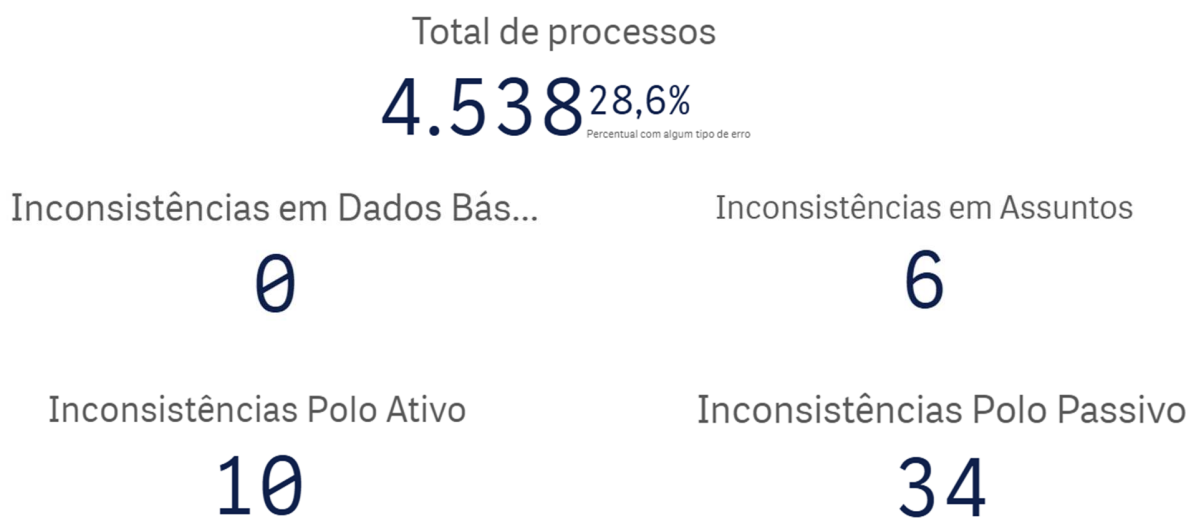 Total de processos
4.538 28,6%
Percentual com algum tipo de erro
Inconsistências em Dados Bás...
0
Inconsistências em Assuntos
6
Inconsistências Polo Ativo
10
Inconsistências Polo Passivo
34